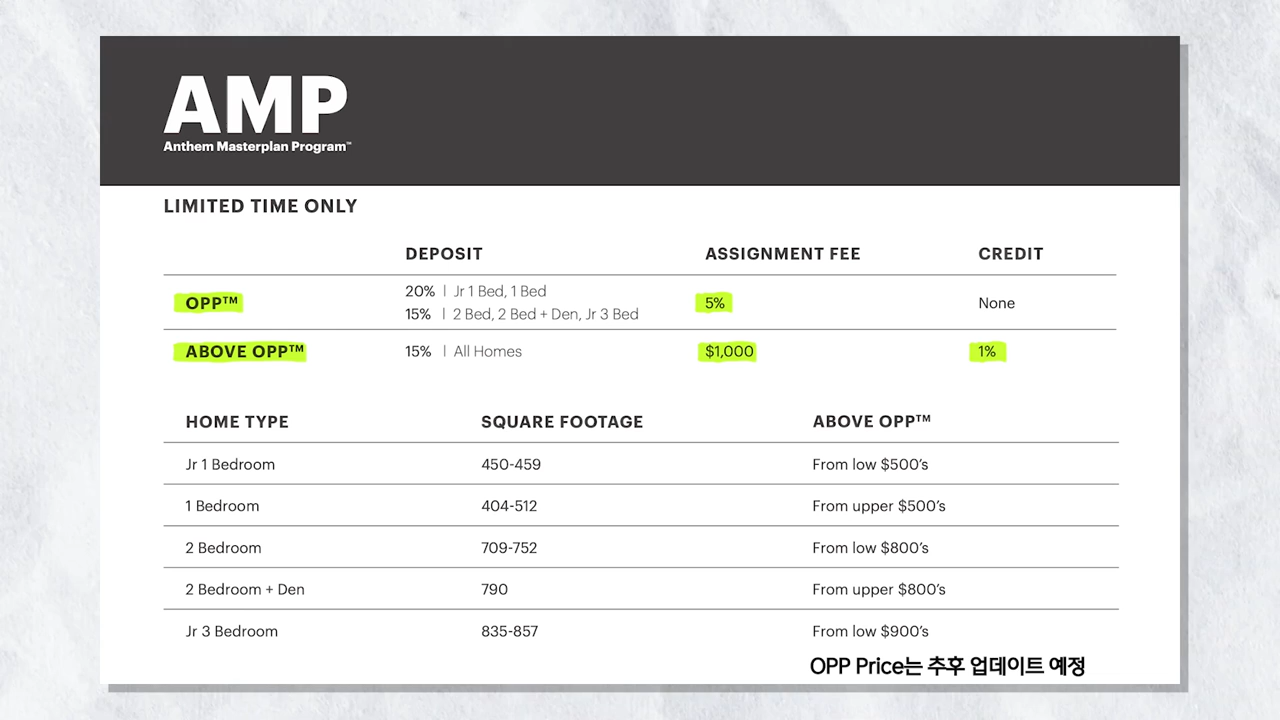 AMP
Anthem Masterplan Program™
LIMITED TIME ONLY
DEPOSIT ASSIGNMENT FEE CREDIT
OPP™ 20% | Jr 1 Bed, 1 Bed 5% None
15% | 2 Bed, 2 Bed + Den, Jr 3 Bed
ABOVE OPP™ 15% | All Homes $1,000 1%
HOME TYPE SQUARE FOOTAGE ABOVE OPP™
Jr 1 Bedroom 450-459 From low $500's
1 Bedroom 404-512 From upper $500's
2 Bedroom 709-752 From low $800's
2 Bedroom + Den 790 From upper $800's
Jr 3 Bedroom 835-857 From low $900's
OPP Price는 추후 업데이트 예정